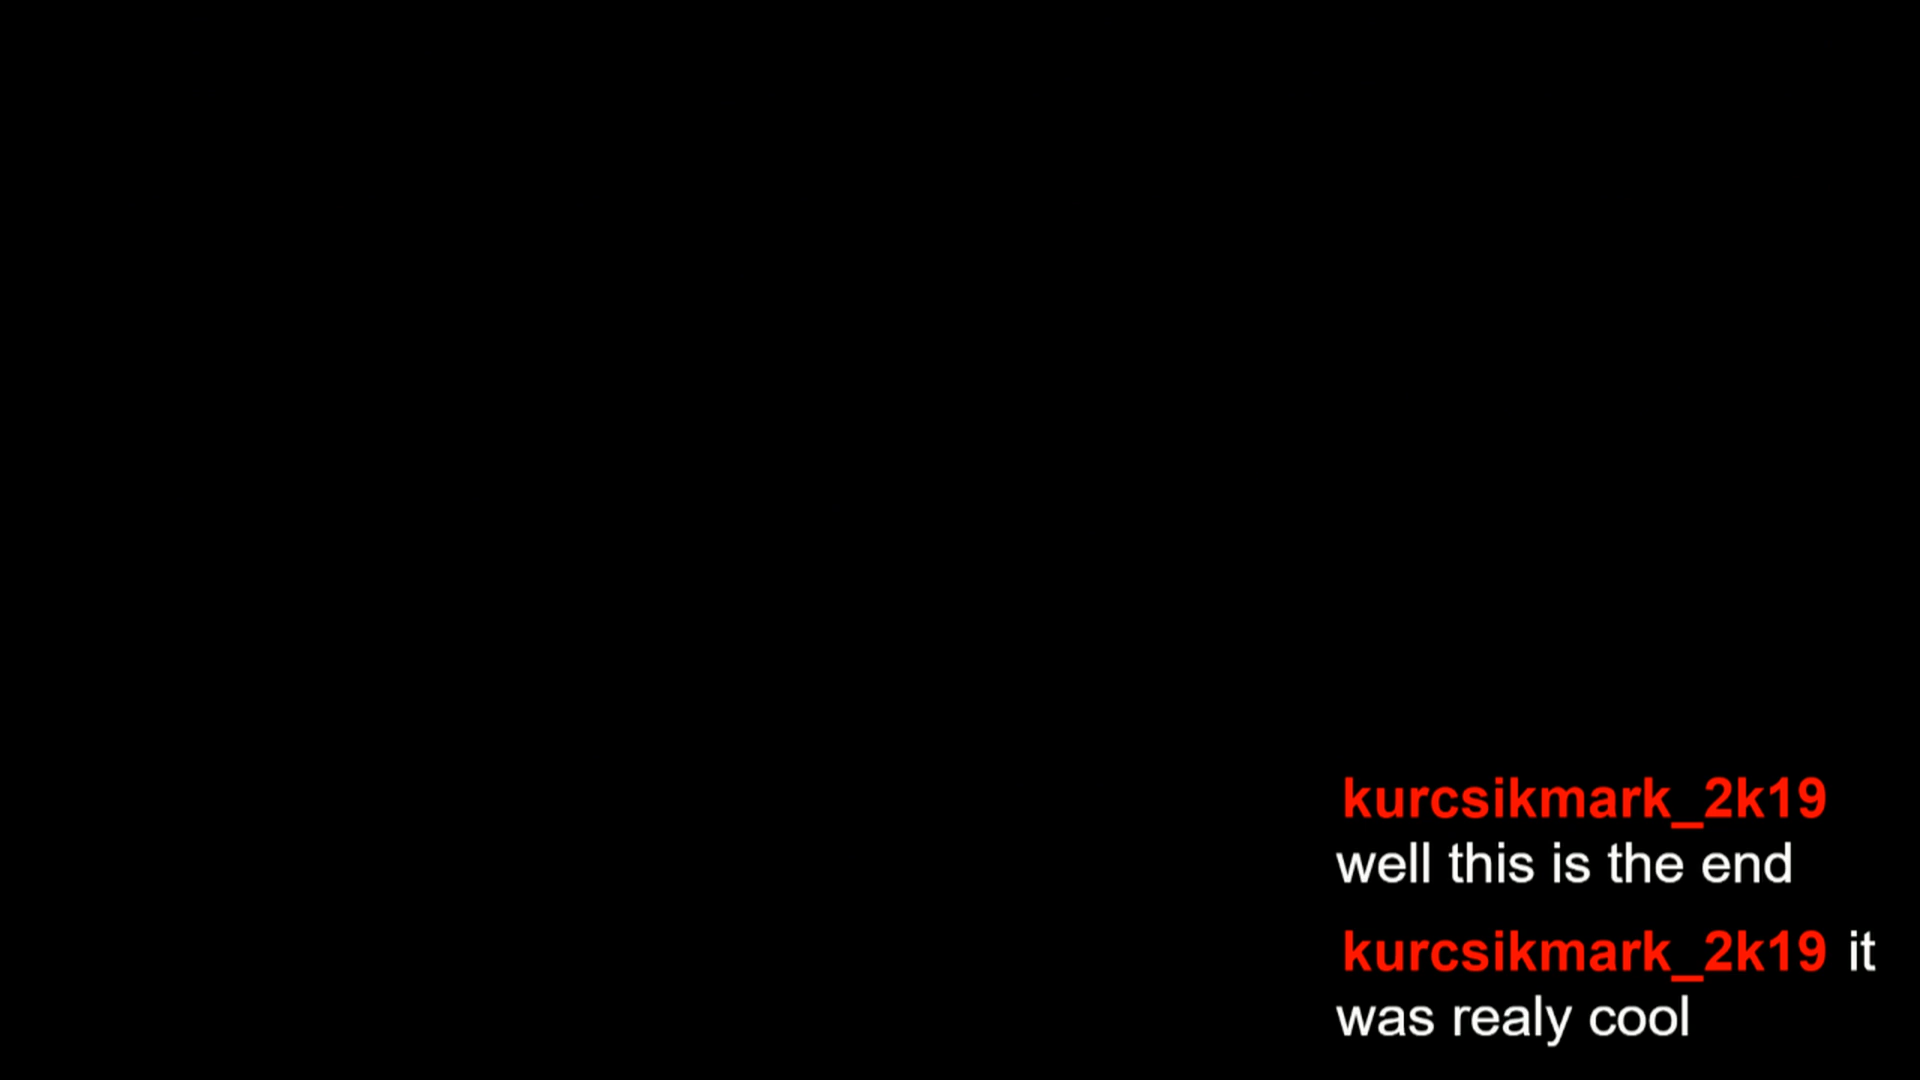 kurcsikmark_2k19
well this is the end
kurcsikmark_2k19 it
was realy cool